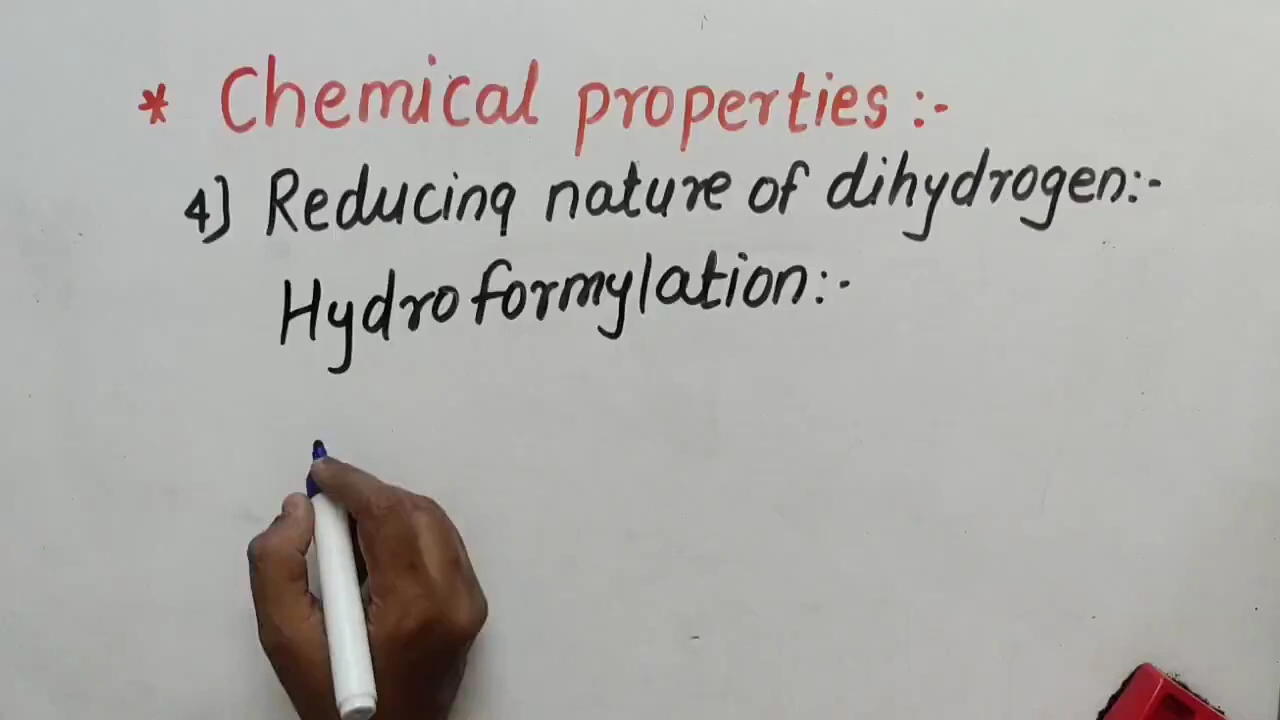 * Chemical properties :-
4) Reducing nature of dihydrogen:-
Hydroformylation:-